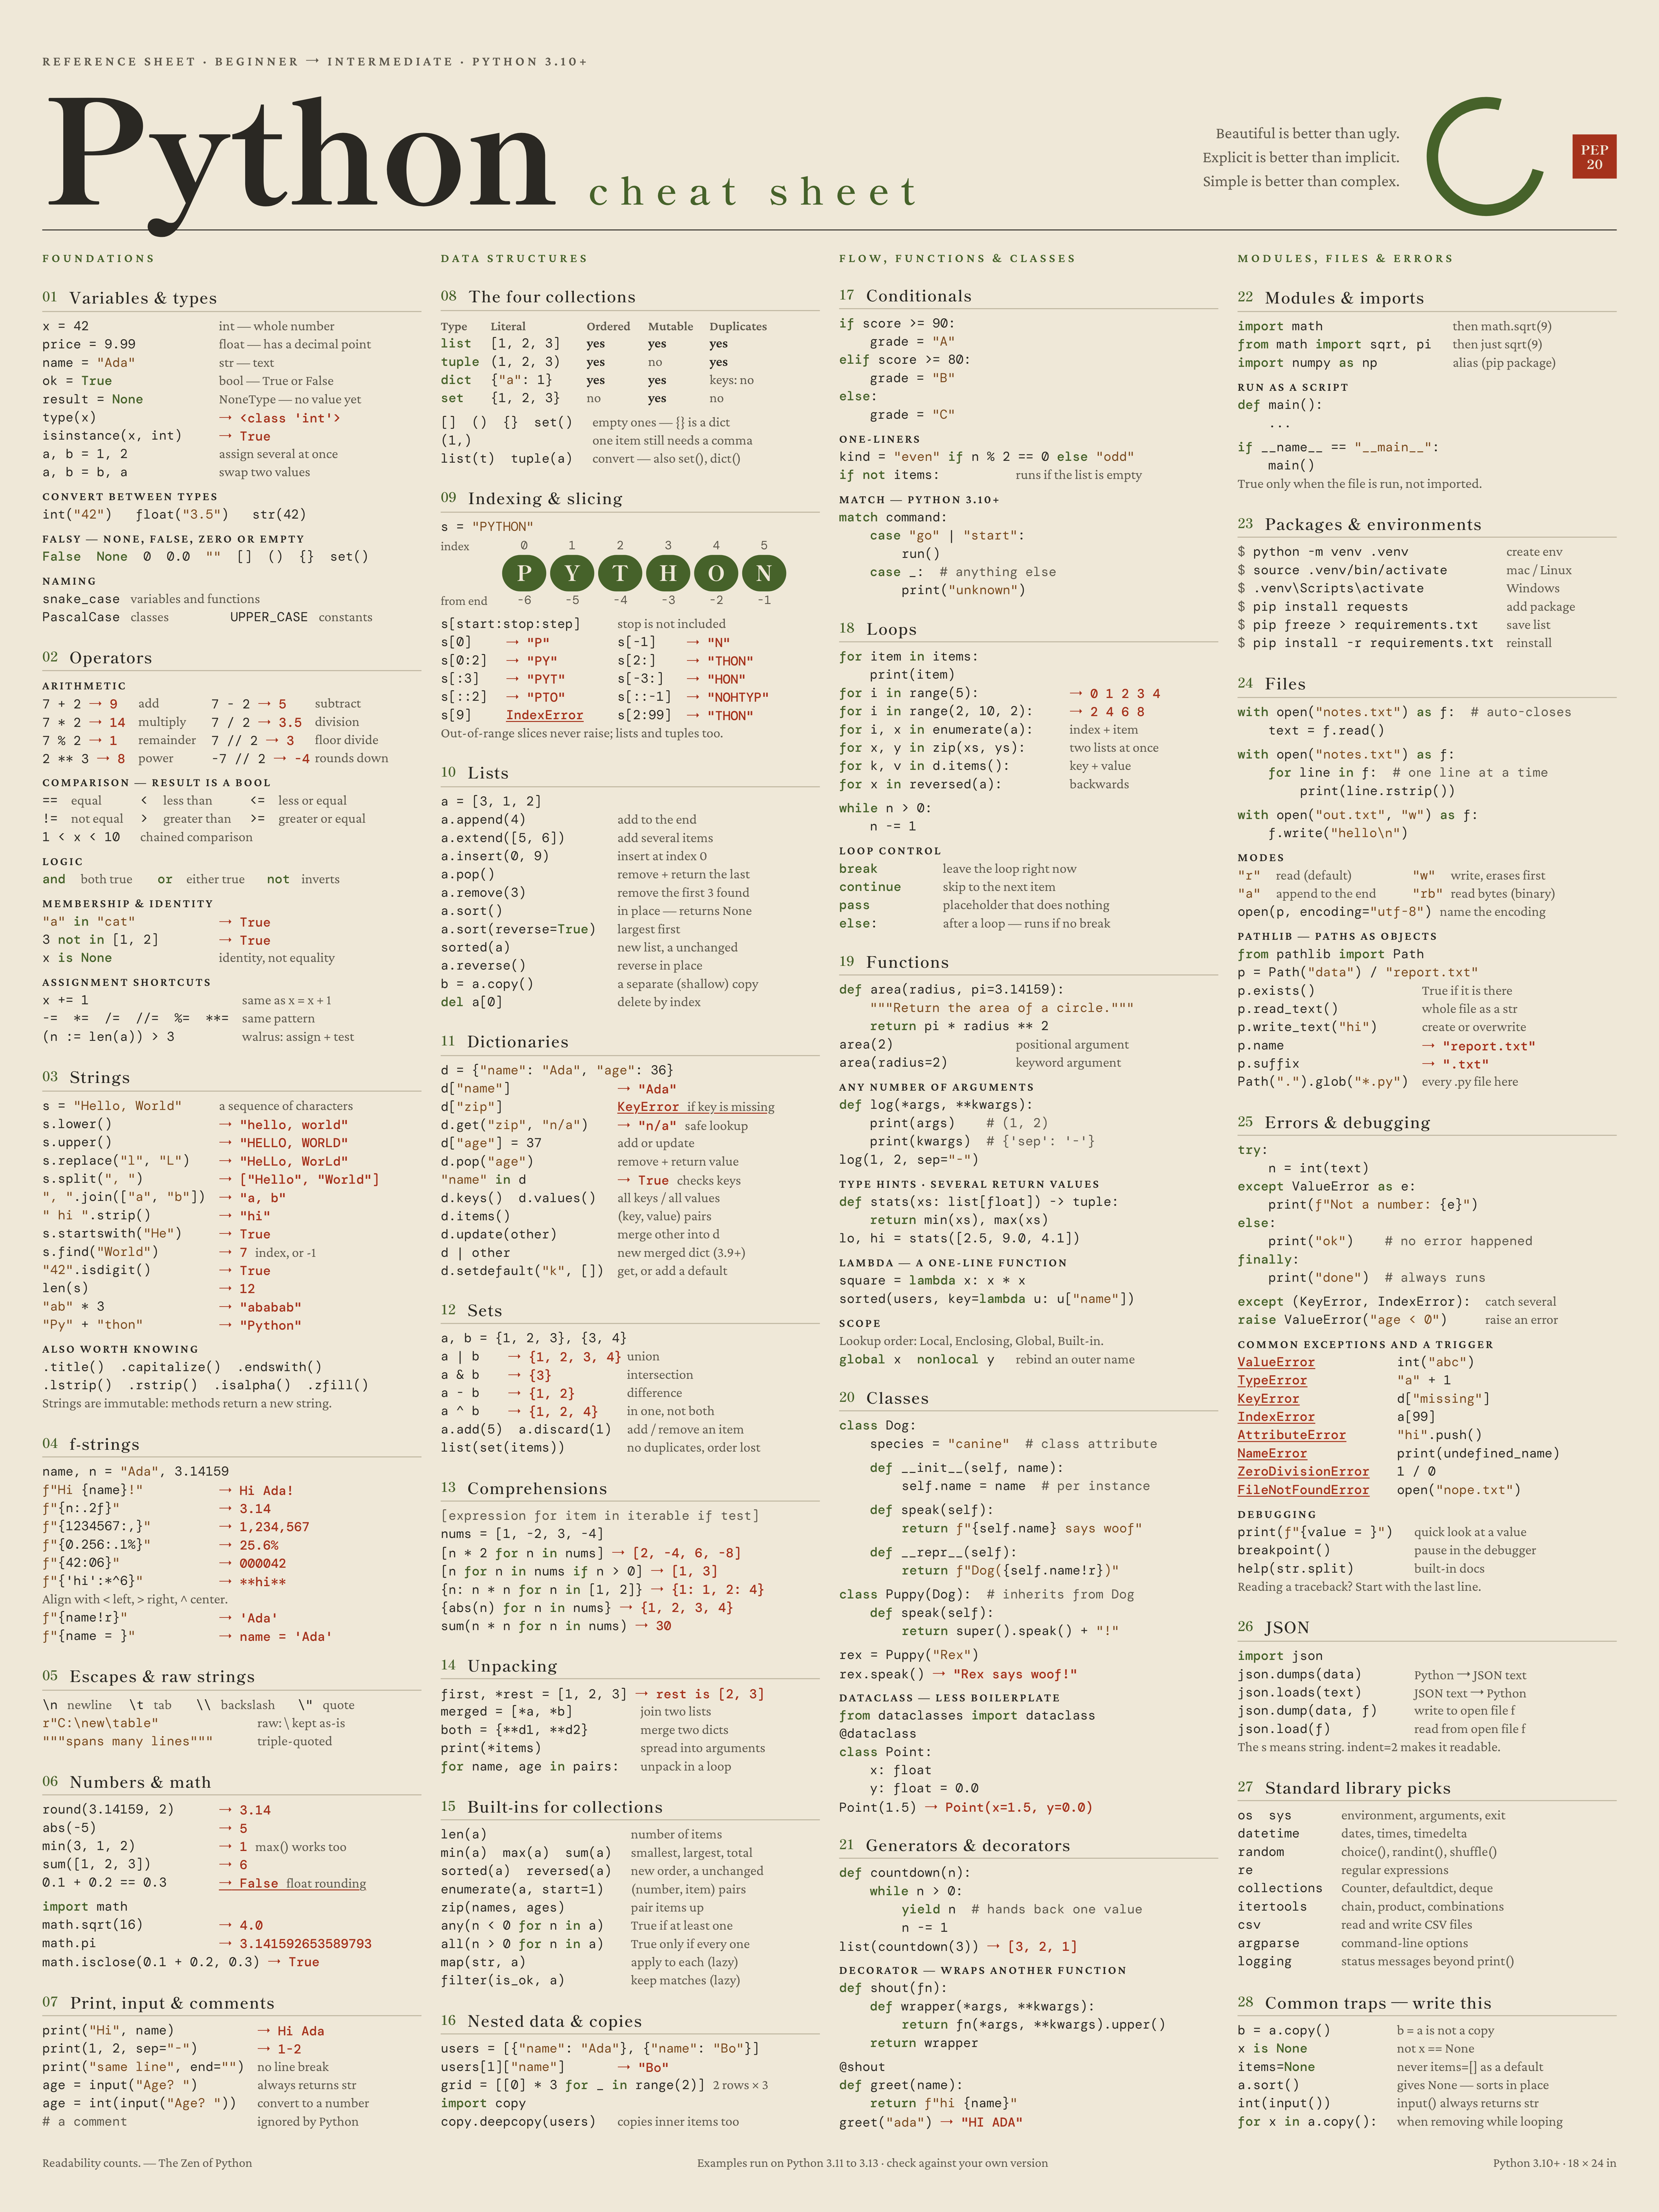 REFERENCE SHEET · BEGINNER → INTERMEDIATE · PYTHON 3.10+
Python cheat sheet
Beautiful is better than ugly.
Explicit is better than implicit.
Simple is better than complex.
PEP
20
FOUNDATIONS
01 Variables & types
x = 42 int — whole number
price = 9.99 float — has a decimal point
name = "Ada" str — text
ok = True bool — True or False
result = None NoneType — no value yet
type(x) → <class 'int'>
isinstance(x, int) → True
a, b = 1, 2 assign several at once
a, b = b, a swap two values
CONVERT BETWEEN TYPES
int("42") float("3.5") str(42)
FALSY — NONE, FALSE, ZERO OR EMPTY
False None 0 0.0 "" [] () {} set()
NAMING
snake_case variables and functions
PascalCase classes UPPER_CASE constants
02 Operators
ARITHMETIC
7 + 2 → 9 add 7 - 2 → 5 subtract
7 * 2 → 14 multiply 7 / 2 → 3.5 division
7 % 2 → 1 remainder 7 // 2 → 3 floor divide
2 ** 3 → 8 power -7 // 2 → -4 rounds down
COMPARISON — RESULT IS A BOOL
== equal < less than <= less or equal
!= not equal > greater than >= greater or equal
1 < x < 10 chained comparison
LOGIC
and both true or either true not inverts
MEMBERSHIP & IDENTITY
"a" in "cat" → True
3 not in [1, 2] → True
x is None identity, not equality
ASSIGNMENT SHORTCUTS
x += 1 same as x = x + 1
-= *= /= //= %= **= same pattern
(n := len(a)) > 3 walrus: assign + test
03 Strings
s = "Hello, World" a sequence of characters
s.lower() → "hello, world"
s.upper() → "HELLO, WORLD"
s.replace("l", "L") → "HeLLo, WorLd"
s.split(", ") → ["Hello", "World"]
", ".join(["a", "b"]) → "a, b"
" hi ".strip() → "hi"
s.startswith("He") → True
s.find("World") → 7 index, or -1
"42".isdigit() → True
len(s) → 12
"ab" * 3 → "ababab"
"Py" + "thon" → "Python"
ALSO WORTH KNOWING
.title() .capitalize() .endswith()
.lstrip() .rstrip() .isalpha() .zfill()
Strings are immutable: methods return a new string.
04 f-strings
name, n = "Ada", 3.14159
f"Hi {name}!" → Hi Ada!
f"{n:.2f}" → 3.14
f"{1234567:,}" → 1,234,567
f"{0.256:.1%}" → 25.6%
f"{42:06}" → 000042
f"{'hi':*^6}" → **hi**
Align with < left, > right, ^ center.
f"{name!r}" → 'Ada'
f"{name = }" → name = 'Ada'
05 Escapes & raw strings
\n newline \t tab \\ backslash \" quote
r"C:\new\table" raw: \ kept as-is
"""spans many lines""" triple-quoted
06 Numbers & math
round(3.14159, 2) → 3.14
abs(-5) → 5
min(3, 1, 2) → 1 max() works too
sum([1, 2, 3]) → 6
0.1 + 0.2 == 0.3 → False float rounding
import math
math.sqrt(16) → 4.0
math.pi → 3.141592653589793
math.isclose(0.1 + 0.2, 0.3) → True
07 Print, input & comments
print("Hi", name) → Hi Ada
print(1, 2, sep="-") → 1-2
print("same line", end="") no line break
age = input("Age? ") always returns str
age = int(input("Age? ")) convert to a number
# a comment ignored by Python
DATA STRUCTURES
08 The four collections
Type Literal Ordered Mutable Duplicates
list [1, 2, 3] yes yes yes
tuple (1, 2, 3) yes no yes
dict {"a": 1} yes yes keys: no
set {1, 2, 3} no yes no
[] () {} set() empty ones — {} is a dict
(1,) one item still needs a comma
list(t) tuple(a) convert — also set(), dict()
09 Indexing & slicing
s = "PYTHON"
index 0 1 2 3 4 5
P Y T H O N
from end -6 -5 -4 -3 -2 -1
s[start:stop:step] stop is not included
s[0] → "P" s[-1] → "N"
s[0:2] → "PY" s[2:] → "THON"
s[:3] → "PYT" s[-3:] → "HON"
s[::2] → "PTO" s[::-1] → "NOHTYP"
s[9] IndexError s[2:99] → "THON"
Out-of-range slices never raise; lists and tuples too.
10 Lists
a = [3, 1, 2]
a.append(4) add to the end
a.extend([5, 6]) add several items
a.insert(0, 9) insert at index 0
a.pop() remove + return the last
a.remove(3) remove the first 3 found
a.sort() in place — returns None
a.sort(reverse=True) largest first
sorted(a) new list, a unchanged
a.reverse() reverse in place
b = a.copy() a separate (shallow) copy
del a[0] delete by index
11 Dictionaries
d = {"name": "Ada", "age": 36}
d["name"] → "Ada"
d["zip"] KeyError if key is missing
d.get("zip", "n/a") → "n/a" safe lookup
d["age"] = 37 add or update
d.pop("age") remove + return value
"name" in d → True checks keys
d.keys() d.values() all keys / all values
d.items() (key, value) pairs
d.update(other) merge other into d
d | other new merged dict (3.9+)
d.setdefault("k", []) get, or add a default
12 Sets
a, b = {1, 2, 3}, {3, 4}
a | b → {1, 2, 3, 4} union
a & b → {3} intersection
a - b → {1, 2} difference
a ^ b → {1, 2, 4} in one, not both
a.add(5) a.discard(1) add / remove an item
list(set(items)) no duplicates, order lost
13 Comprehensions
[expression for item in iterable if test]
nums = [1, -2, 3, -4]
[n * 2 for n in nums] → [2, -4, 6, -8]
[n for n in nums if n > 0] → [1, 3]
{n: n * n for n in [1, 2]} → {1: 1, 2: 4}
{abs(n) for n in nums} → {1, 2, 3, 4}
sum(n * n for n in nums) → 30
14 Unpacking
first, *rest = [1, 2, 3] → rest is [2, 3]
merged = [*a, *b] join two lists
both = {**d1, **d2} merge two dicts
print(*items) spread into arguments
for name, age in pairs: unpack in a loop
15 Built-ins for collections
len(a) number of items
min(a) max(a) sum(a) smallest, largest, total
sorted(a) reversed(a) new order, a unchanged
enumerate(a, start=1) (number, item) pairs
zip(names, ages) pair items up
any(n < 0 for n in a) True if at least one
all(n > 0 for n in a) True only if every one
map(str, a) apply to each (lazy)
filter(is_ok, a) keep matches (lazy)
16 Nested data & copies
users = [{"name": "Ada"}, {"name": "Bo"}]
users[1]["name"] → "Bo"
grid = [[0] * 3 for _ in range(2)] 2 rows × 3
import copy
copy.deepcopy(users) copies inner items too
FLOW, FUNCTIONS & CLASSES
17 Conditionals
if score >= 90:
grade = "A"
elif score >= 80:
grade = "B"
else:
grade = "C"
ONE-LINERS
kind = "even" if n % 2 == 0 else "odd"
if not items: runs if the list is empty
MATCH — PYTHON 3.10+
match command:
case "go" | "start":
run()
case _: # anything else
print("unknown")
18 Loops
for item in items:
print(item)
for i in range(5): → 0 1 2 3 4
for i in range(2, 10, 2): → 2 4 6 8
for i, x in enumerate(a): index + item
for x, y in zip(xs, ys): two lists at once
for k, v in d.items(): key + value
for x in reversed(a): backwards
while n > 0:
n -= 1
LOOP CONTROL
break leave the loop right now
continue skip to the next item
pass placeholder that does nothing
else: after a loop — runs if no break
19 Functions
def area(radius, pi=3.14159):
"""Return the area of a circle."""
return pi * radius ** 2
area(2) positional argument
area(radius=2) keyword argument
ANY NUMBER OF ARGUMENTS
def log(*args, **kwargs):
print(args) # (1, 2)
print(kwargs) # {'sep': '-'}
log(1, 2, sep="-")
TYPE HINTS · SEVERAL RETURN VALUES
def stats(xs: list[float]) -> tuple:
return min(xs), max(xs)
lo, hi = stats([2.5, 9.0, 4.1])
LAMBDA — A ONE-LINE FUNCTION
square = lambda x: x * x
sorted(users, key=lambda u: u["name"])
SCOPE
Lookup order: Local, Enclosing, Global, Built-in.
global x nonlocal y rebind an outer name
20 Classes
class Dog:
species = "canine" # class attribute
def __init__(self, name):
self.name = name # per instance
def speak(self):
return f"{self.name} says woof"
def __repr__(self):
return f"Dog({self.name!r})"
class Puppy(Dog): # inherits from Dog
def speak(self):
return super().speak() + "!"
rex = Puppy("Rex")
rex.speak() → "Rex says woof!"
DATACLASS — LESS BOILERPLATE
from dataclasses import dataclass
@dataclass
class Point:
x: float
y: float = 0.0
Point(1.5) → Point(x=1.5, y=0.0)
21 Generators & decorators
def countdown(n):
while n > 0:
yield n # hands back one value
n -= 1
list(countdown(3)) → [3, 2, 1]
DECORATOR — WRAPS ANOTHER FUNCTION
def shout(fn):
def wrapper(*args, **kwargs):
return fn(*args, **kwargs).upper()
return wrapper
@shout
def greet(name):
return f"hi {name}"
greet("ada") → "HI ADA"
MODULES, FILES & ERRORS
22 Modules & imports
import math then math.sqrt(9)
from math import sqrt, pi then just sqrt(9)
import numpy as np alias (pip package)
RUN AS A SCRIPT
def main():
...
if __name__ == "__main__":
main()
True only when the file is run, not imported.
23 Packages & environments
$ python -m venv .venv create env
$ source .venv/bin/activate mac / Linux
$ .venv\Scripts\activate Windows
$ pip install requests add package
$ pip freeze > requirements.txt save list
$ pip install -r requirements.txt reinstall
24 Files
with open("notes.txt") as f: # auto-closes
text = f.read()
with open("notes.txt") as f:
for line in f: # one line at a time
print(line.rstrip())
with open("out.txt", "w") as f:
f.write("hello\n")
MODES
"r" read (default) "w" write, erases first
"a" append to the end "rb" read bytes (binary)
open(p, encoding="utf-8") name the encoding
PATHLIB — PATHS AS OBJECTS
from pathlib import Path
p = Path("data") / "report.txt"
p.exists() True if it is there
p.read_text() whole file as a str
p.write_text("hi") create or overwrite
p.name → "report.txt"
p.suffix → ".txt"
Path(".").glob("*.py") every .py file here
25 Errors & debugging
try:
n = int(text)
except ValueError as e:
print(f"Not a number: {e}")
else:
print("ok") # no error happened
finally:
print("done") # always runs
except (KeyError, IndexError): catch several
raise ValueError("age < 0") raise an error
COMMON EXCEPTIONS AND A TRIGGER
ValueError int("abc")
TypeError "a" + 1
KeyError d["missing"]
IndexError a[99]
AttributeError "hi".push()
NameError print(undefined_name)
ZeroDivisionError 1 / 0
FileNotFoundError open("nope.txt")
DEBUGGING
print(f"{value = }") quick look at a value
breakpoint() pause in the debugger
help(str.split) built-in docs
Reading a traceback? Start with the last line.
26 JSON
import json
json.dumps(data) Python → JSON text
json.loads(text) JSON text → Python
json.dump(data, f) write to open file f
json.load(f) read from open file f
The s means string. indent=2 makes it readable.
27 Standard library picks
os sys environment, arguments, exit
datetime dates, times, timedelta
random choice(), randint(), shuffle()
re regular expressions
collections Counter, defaultdict, deque
itertools chain, product, combinations
csv read and write CSV files
argparse command-line options
logging status messages beyond print()
28 Common traps — write this
b = a.copy() b = a is not a copy
x is None not x == None
items=None never items=[] as a default
a.sort() gives None — sorts in place
int(input()) input() always returns str
for x in a.copy(): when removing while looping
Readability counts. — The Zen of Python
Examples run on Python 3.11 to 3.13 · check against your own version
Python 3.10+ · 18 × 24 in